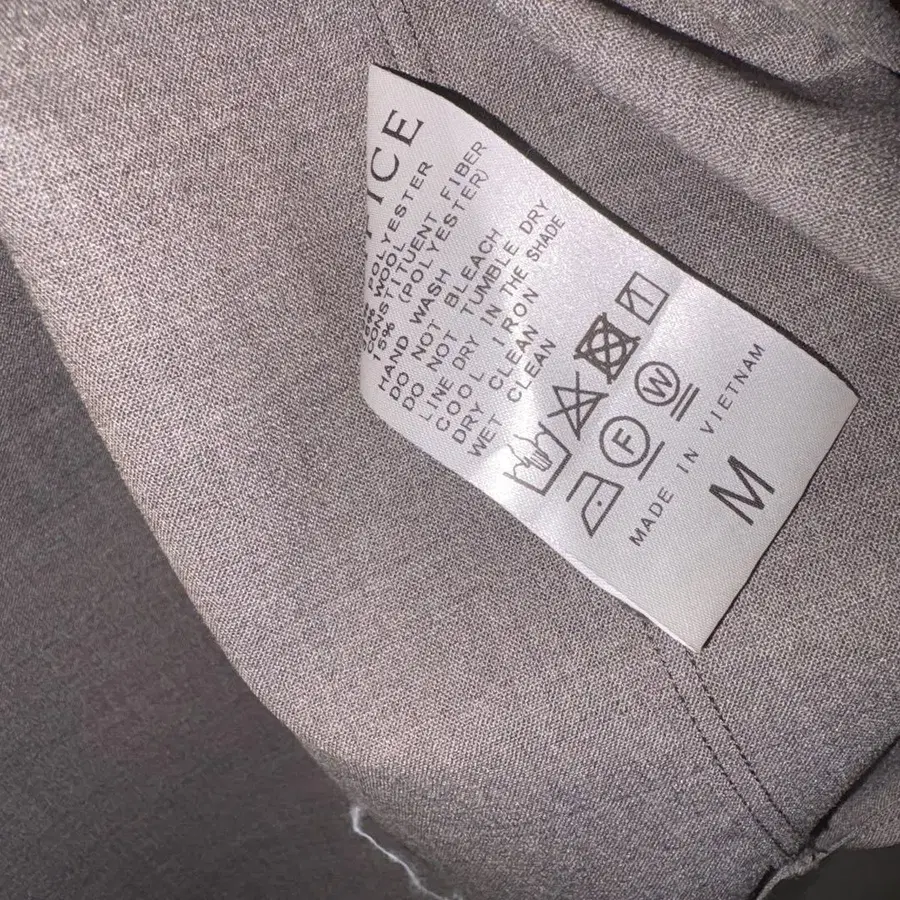 ICE
% POLYESTER
% WOOL
CONSTITUENT FIBER
15% (POLYESTER)
HAND WASH
DO NOT BLEACH
DO NOT TUMBLE DRY
LINE DRY IN THE SHADE
COOL IRON
DRY CLEAN
WET CLEAN
F W
MADE IN VIETNAM
M